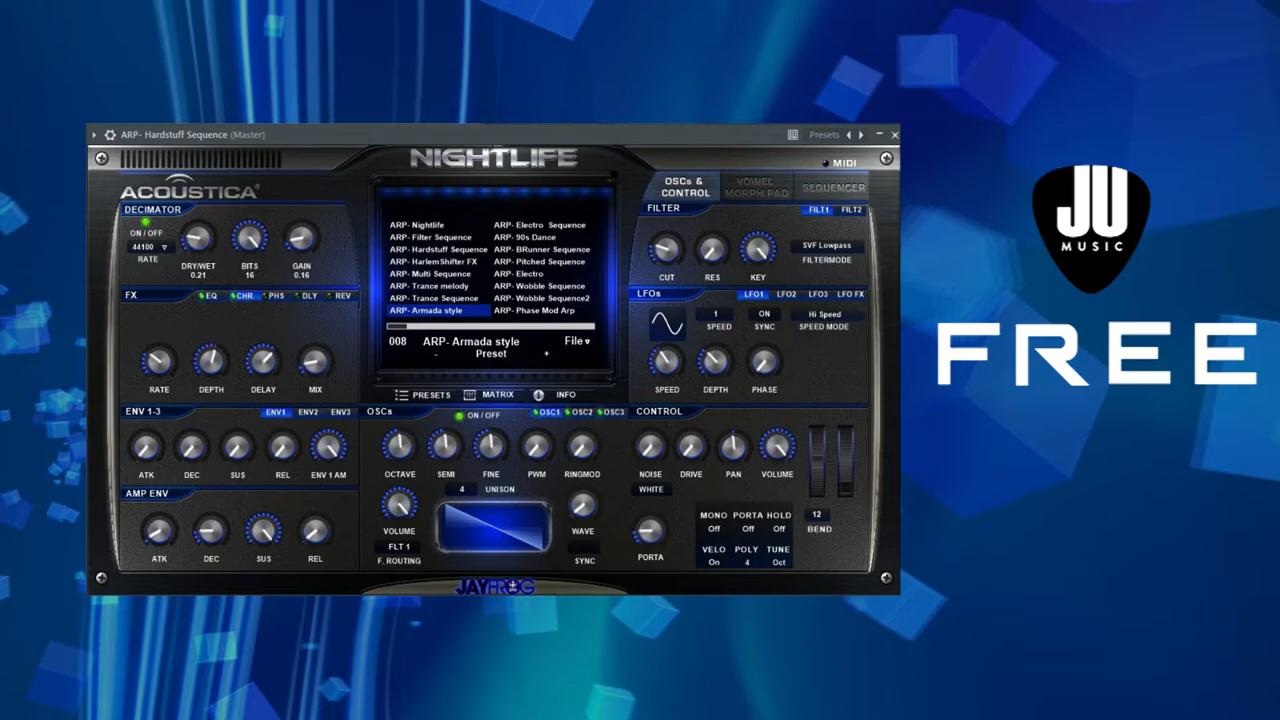 ARP- Hardstuff Sequence (Master)
Presets
NIGHTLIFE
MIDI
ACOUSTICA®
DECIMATOR
ON / OFF
44100
RATE
DRY/WET
0.21
BITS
16
GAIN
0.16
FX
EQ CHR PHS DLY REV
RATE DEPTH DELAY MIX
ENV 1-3
ENV1 ENV2 ENV3
ATK DEC SUS REL ENV 1 AM
AMP ENV
ATK DEC SUS REL
ARP- Nightlife
ARP- Filter Sequence
ARP- Hardstuff Sequence
ARP- HarlemShifter FX
ARP- Multi Sequence
ARP- Trance melody
ARP- Trance Sequence
ARP- Armada style
ARP- Electro Sequence
ARP- 90s Dance
ARP- BRunner Sequence
ARP- Pitched Sequence
ARP- Electro
ARP- Wobble Sequence
ARP- Wobble Sequence2
ARP- Phase Mod Arp
008 ARP- Armada style File
- Preset +
PRESETS MATRIX INFO
OSCs
ON / OFF
OSC1 OSC2 OSC3
OCTAVE SEMI FINE PWM RINGMOD
4 UNISON
VOLUME
WAVE
FLT 1
F. ROUTING
SYNC
OSCs & CONTROL
VOWEL MORPH PAD
SEQUENCER
FILTER
FILT1 FILT2
CUT RES KEY
SVF Lowpass
FILTERMODE
LFOs
LFO1 LFO2 LFO3 LFO FX
1
SPEED
ON
SYNC
Hi Speed
SPEED MODE
SPEED DEPTH PHASE
CONTROL
NOISE DRIVE PAN VOLUME
WHITE
PORTA
MONO PORTA HOLD
Off Off Off
VELO POLY TUNE
On 4 Oct
12
BEND
JAYFROG
JU
MUSIC
FREE